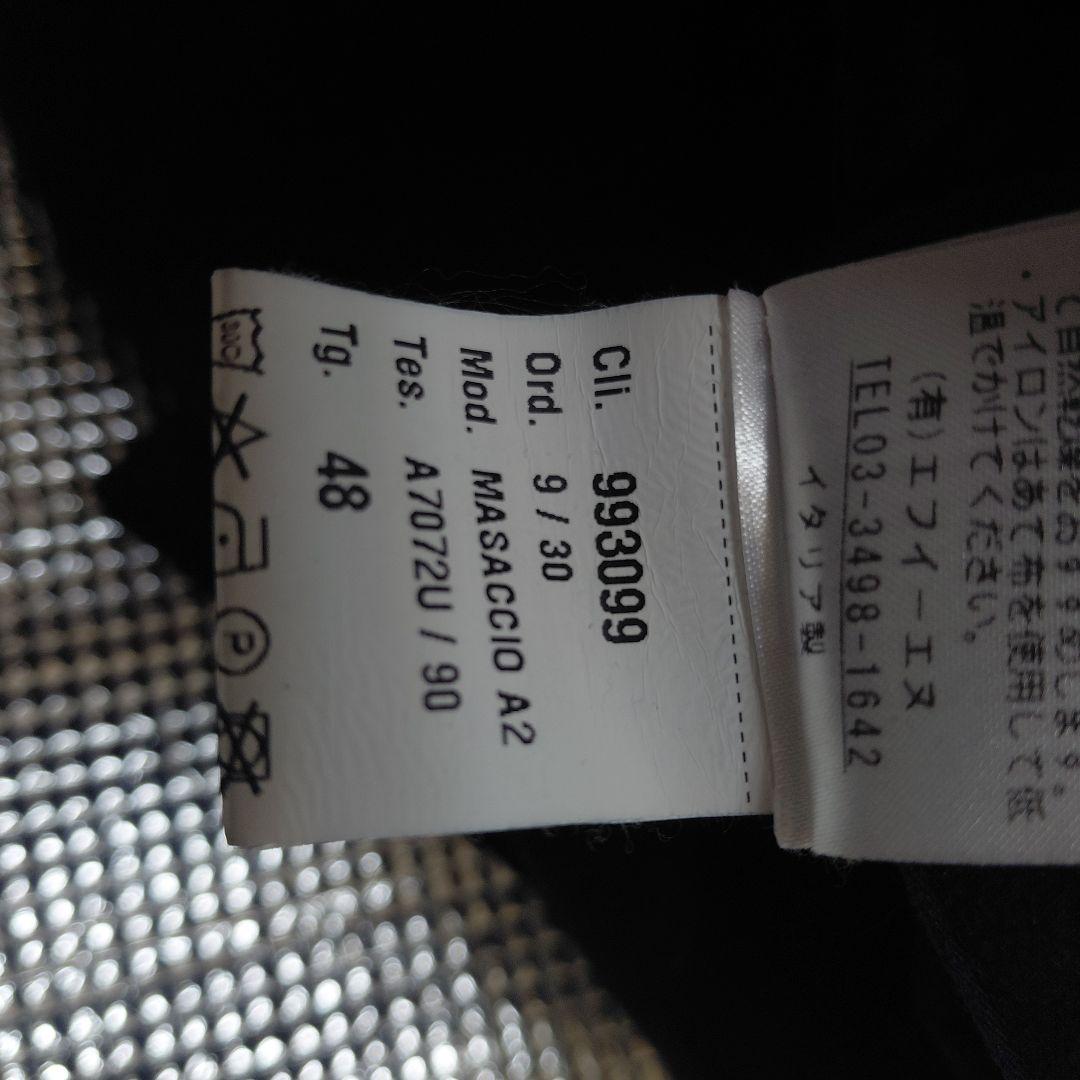 Cli. 993099
Ord. 9 / 30
Mod. MASACCIO A2
Tes. A7072U / 90
Tg. 48
30C
P
・アイロンはあて布を使用して低
温でかけてください。
(有)エフイーエヌ
TEL03-3498-1642
イタリア製